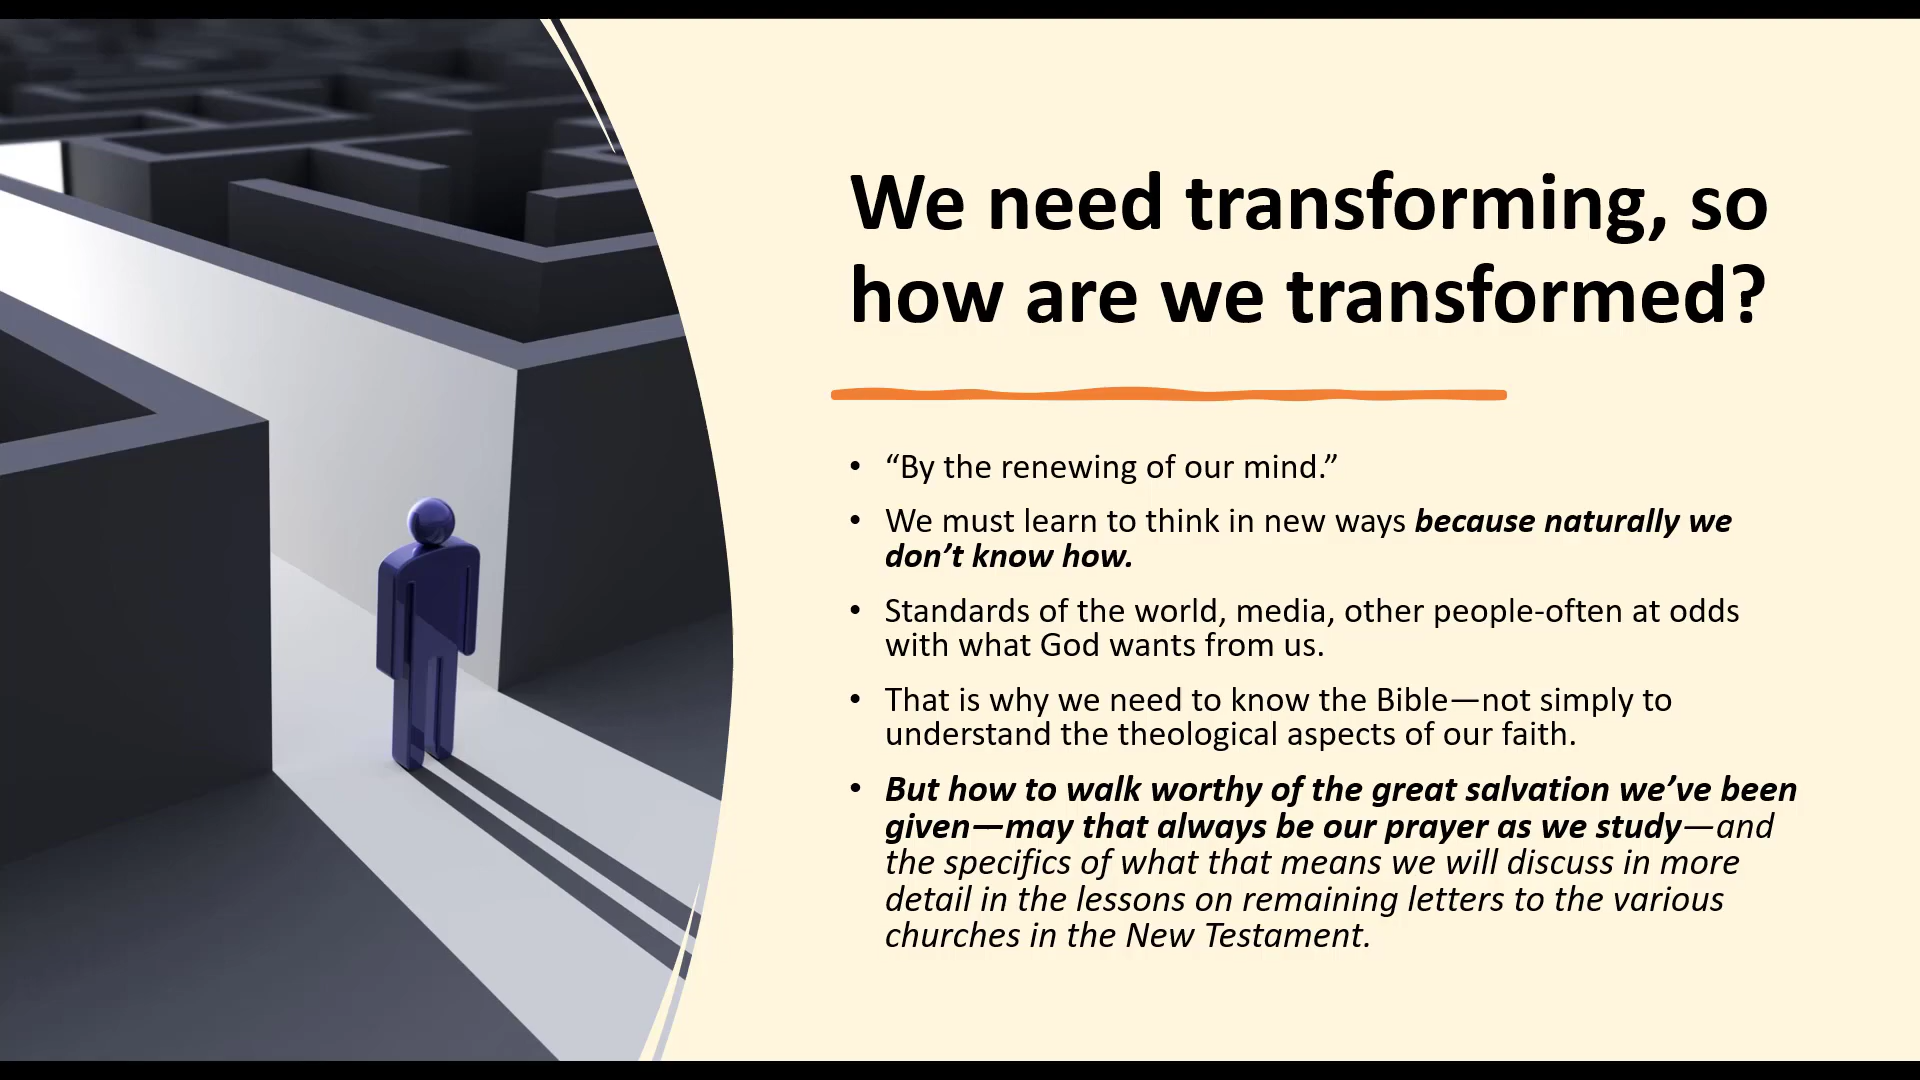 We need transforming, so
how are we transformed?
• “By the renewing of our mind.”
• We must learn to think in new ways because naturally we
don’t know how.
• Standards of the world, media, other people-often at odds
with what God wants from us.
• That is why we need to know the Bible—not simply to
understand the theological aspects of our faith.
• But how to walk worthy of the great salvation we’ve been
given—may that always be our prayer as we study—and
the specifics of what that means we will discuss in more
detail in the lessons on remaining letters to the various
churches in the New Testament.